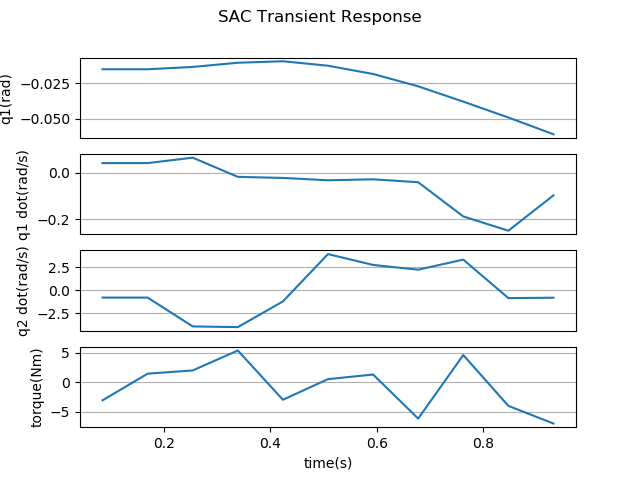 SAC Transient Response
q1(rad)
−0.025
−0.050
q1 dot(rad/s)
0.0
−0.2
q2 dot(rad/s)
2.5
0.0
−2.5
torque(Nm)
5
0
−5
0.2 0.4 0.6 0.8
time(s)